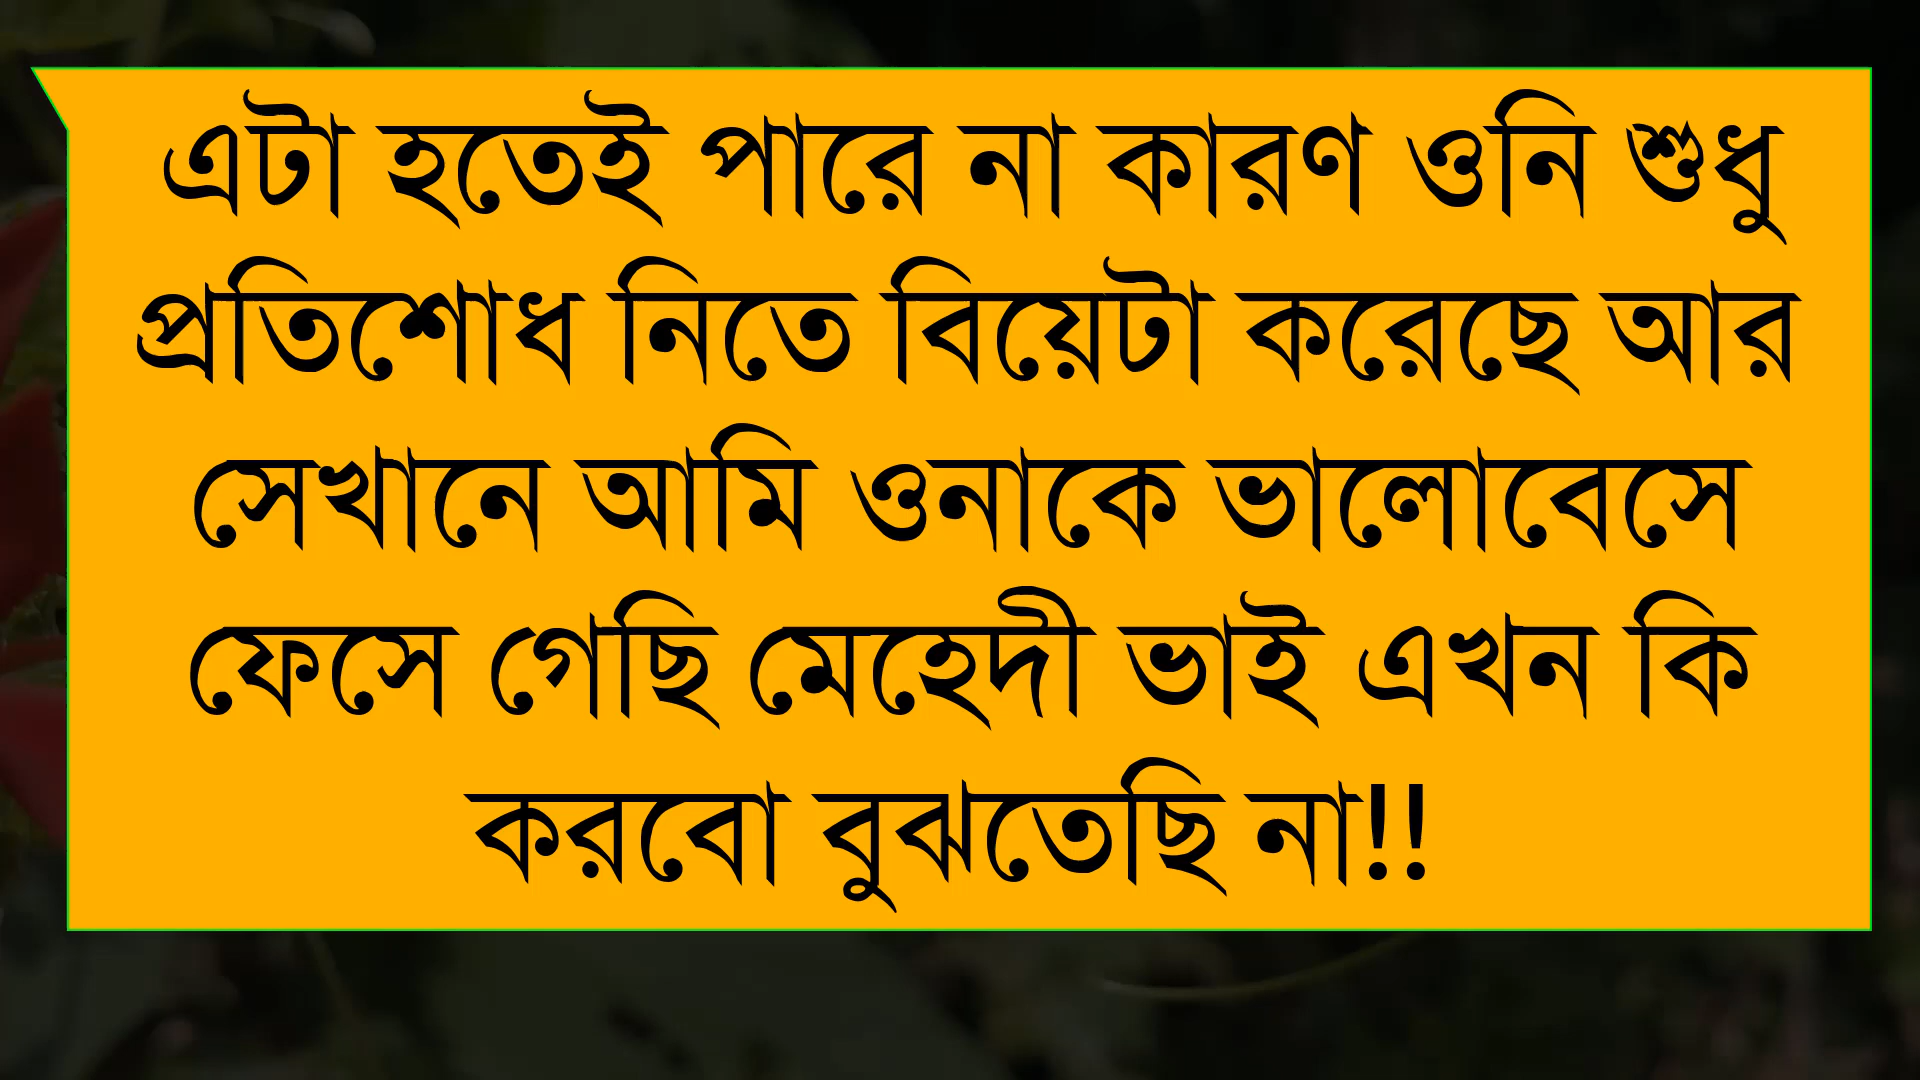 এটা হতেই পারে না কারণ ওনি শুধু
প্রতিশোধ নিতে বিয়েটা করেছে আর
সেখানে আমি ওনাকে ভালোবেসে
ফেসে গেছি মেহেদী ভাই এখন কি
করবো বুঝতেছি না!!